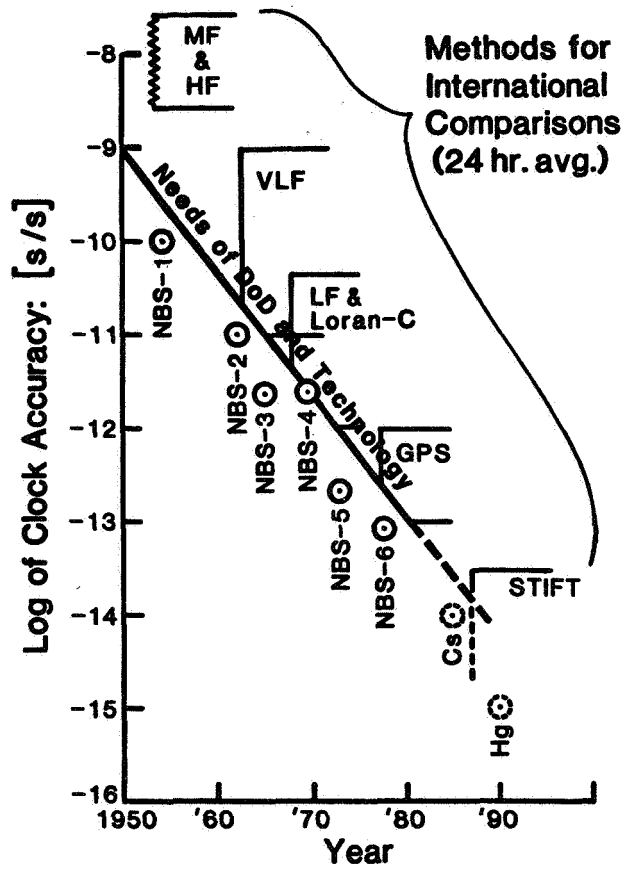 Methods for
International
Comparisons
(24 hr. avg.)
MF
&
HF
VLF
LF &
Loran-C
GPS
STIFT
Needs of DoD and Technology
NBS-1
NBS-2
NBS-3
NBS-4
NBS-5
NBS-6
Cs
Hg
Log of Clock Accuracy: [s/s]
-8
-9
-10
-11
-12
-13
-14
-15
-16
1950 '60 '70 '80 '90
Year